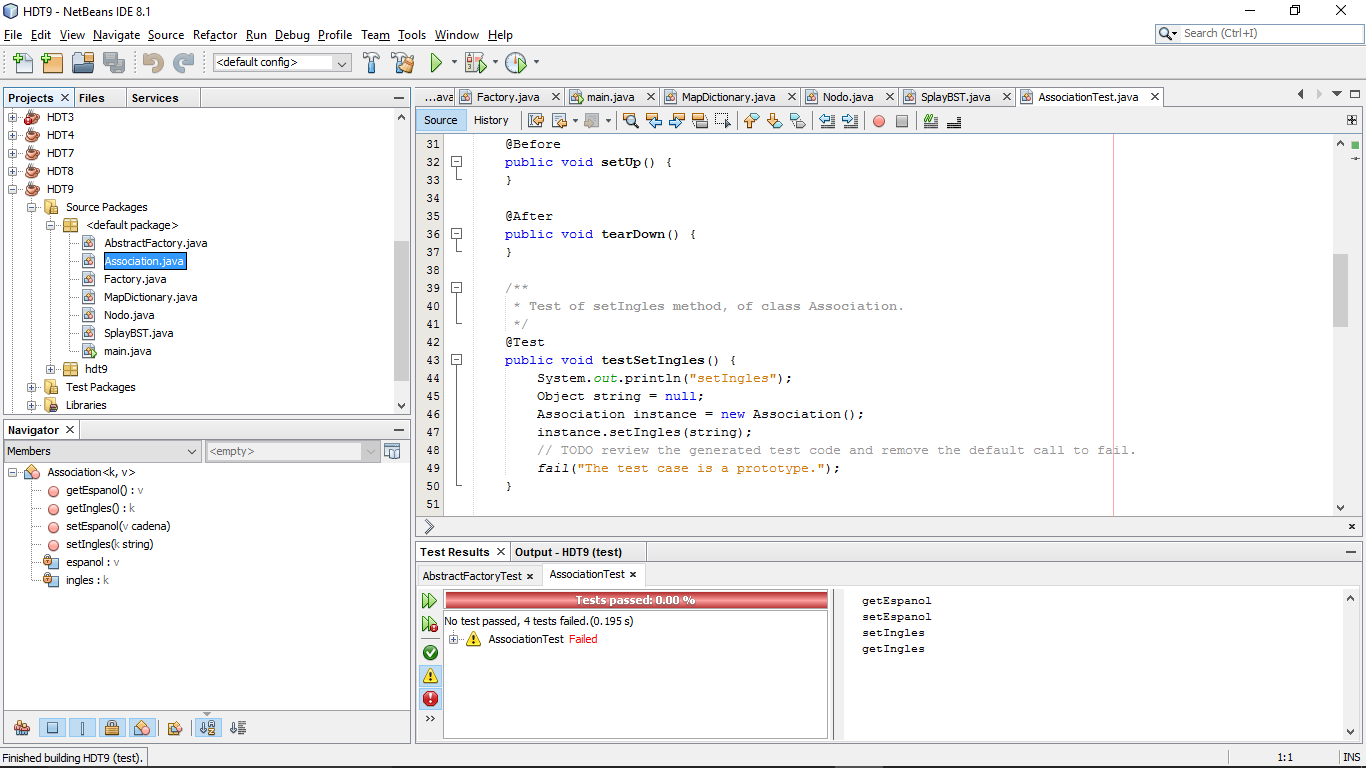 HDT9 - NetBeans IDE 8.1
File Edit View Navigate Source Refactor Run Debug Profile Team Tools Window Help
Search (Ctrl+I)
<default config>
Projects Files Services
HDT3
HDT4
HDT7
HDT8
HDT9
Source Packages
<default package>
AbstractFactory.java
Association.java
Factory.java
MapDictionary.java
Nodo.java
SplayBST.java
main.java
hdt9
Test Packages
Libraries
Navigator
Members
<empty>
Association<k, v>
getEspanol() : v
getIngles() : k
setEspanol(v cadena)
setIngles(k string)
espanol : v
ingles : k
...ava Factory.java main.java MapDictionary.java Nodo.java SplayBST.java AssociationTest.java
Source History
31 @Before
32 public void setUp() {
33 }
34
35 @After
36 public void tearDown() {
37 }
38
39 /**
40 * Test of setIngles method, of class Association.
41 */
42 @Test
43 public void testSetIngles() {
44 System.out.println("setIngles");
45 Object string = null;
46 Association instance = new Association();
47 instance.setIngles(string);
48 // TODO review the generated test code and remove the default call to fail.
49 fail("The test case is a prototype.");
50 }
51
Test Results Output - HDT9 (test)
AbstractFactoryTest AssociationTest
Tests passed: 0.00 %
No test passed, 4 tests failed.(0.195 s)
AssociationTest Failed
getEspanol
setEspanol
setIngles
getIngles
Finished building HDT9 (test).
1:1 INS